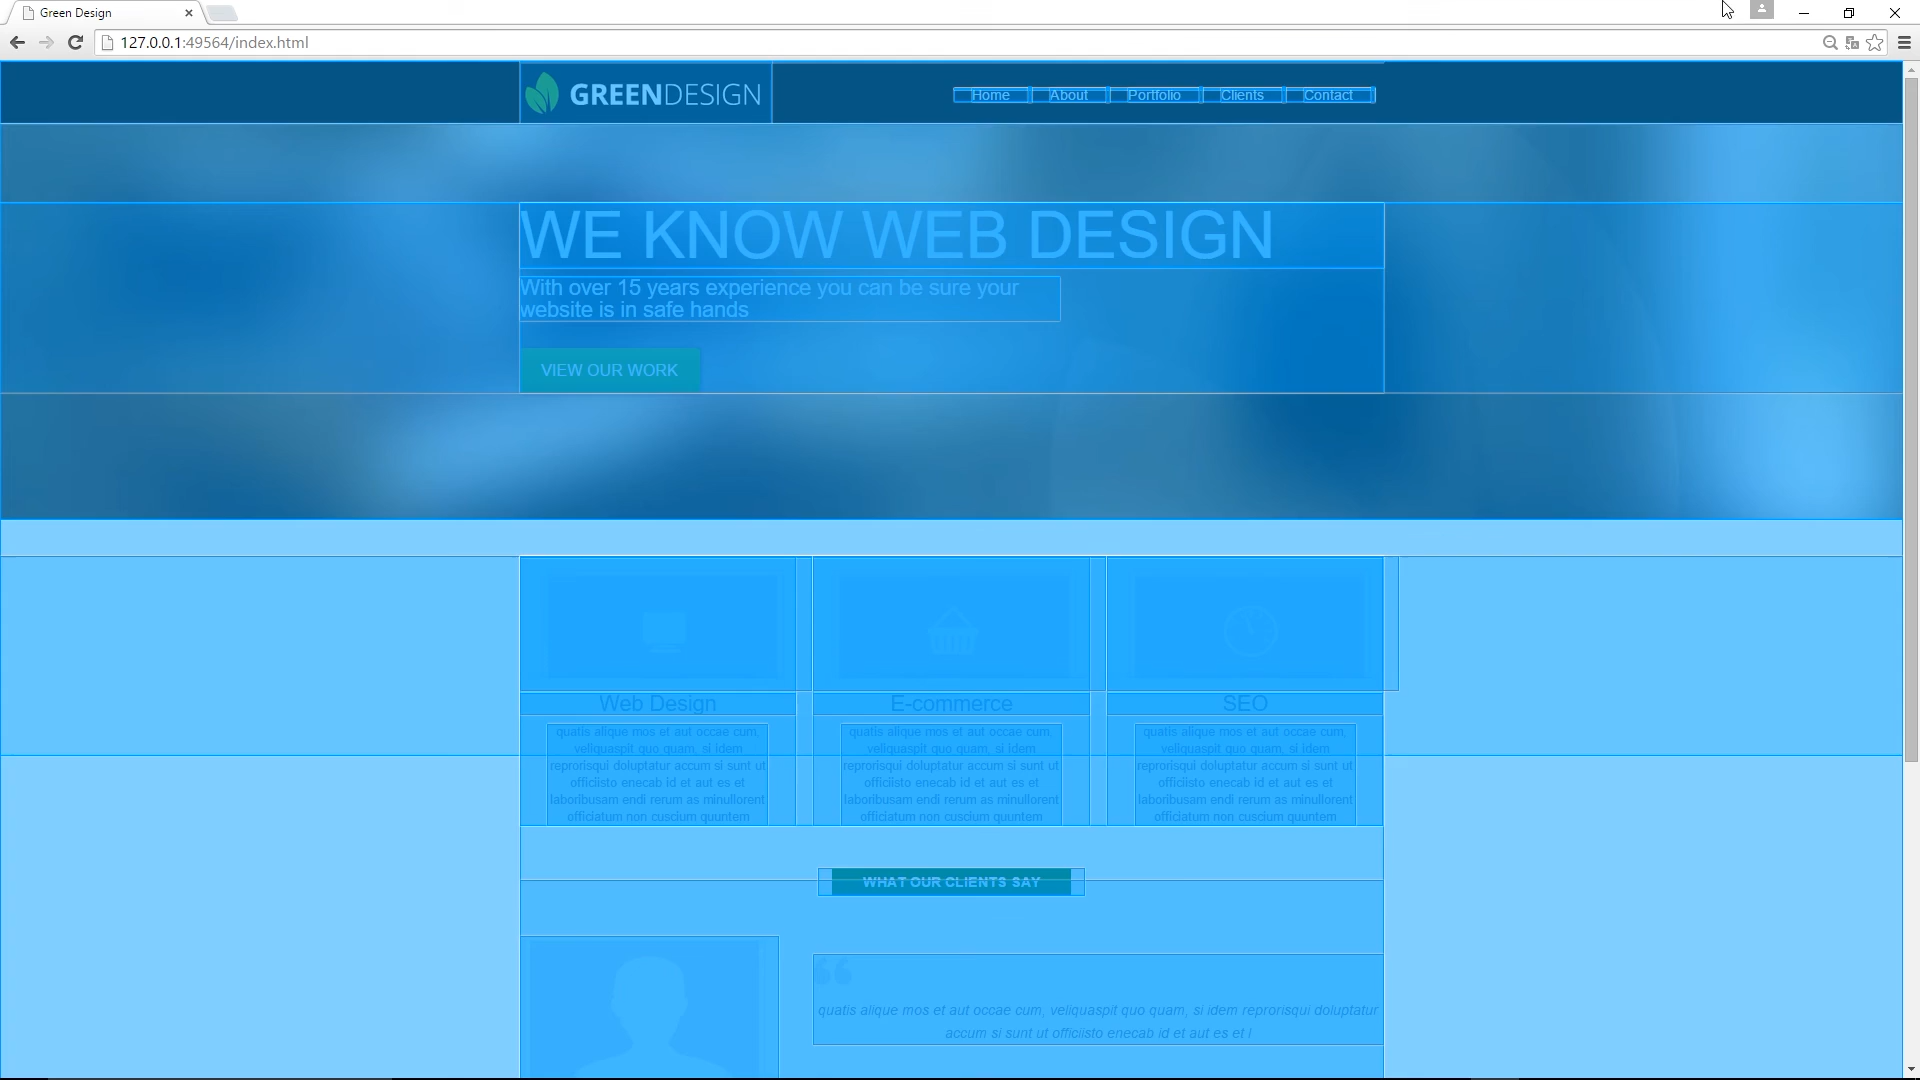 Green Design
127.0.0.1:49564/index.html
GREENDESIGN
Home About Portfolio Clients Contact
WE KNOW WEB DESIGN
With over 15 years experience you can be sure your
website is in safe hands
VIEW OUR WORK
Web Design
quatis alique mos et aut occae cum,
veliquaspit quo quam, si idem
reprorisqui doluptatur accum si sunt ut
officiisto enecab id et aut es et
laboribusam endi rerum as minullorent
officiatum non cuscium quuntem
E-commerce
quatis alique mos et aut occae cum,
veliquaspit quo quam, si idem
reprorisqui doluptatur accum si sunt ut
officiisto enecab id et aut es et
laboribusam endi rerum as minullorent
officiatum non cuscium quuntem
SEO
quatis alique mos et aut occae cum,
veliquaspit quo quam, si idem
reprorisqui doluptatur accum si sunt ut
officiisto enecab id et aut es et
laboribusam endi rerum as minullorent
officiatum non cuscium quuntem
WHAT OUR CLIENTS SAY
“
quatis alique mos et aut occae cum, veliquaspit quo quam, si idem reprorisqui doluptatur
accum si sunt ut officiisto enecab id et aut es et l